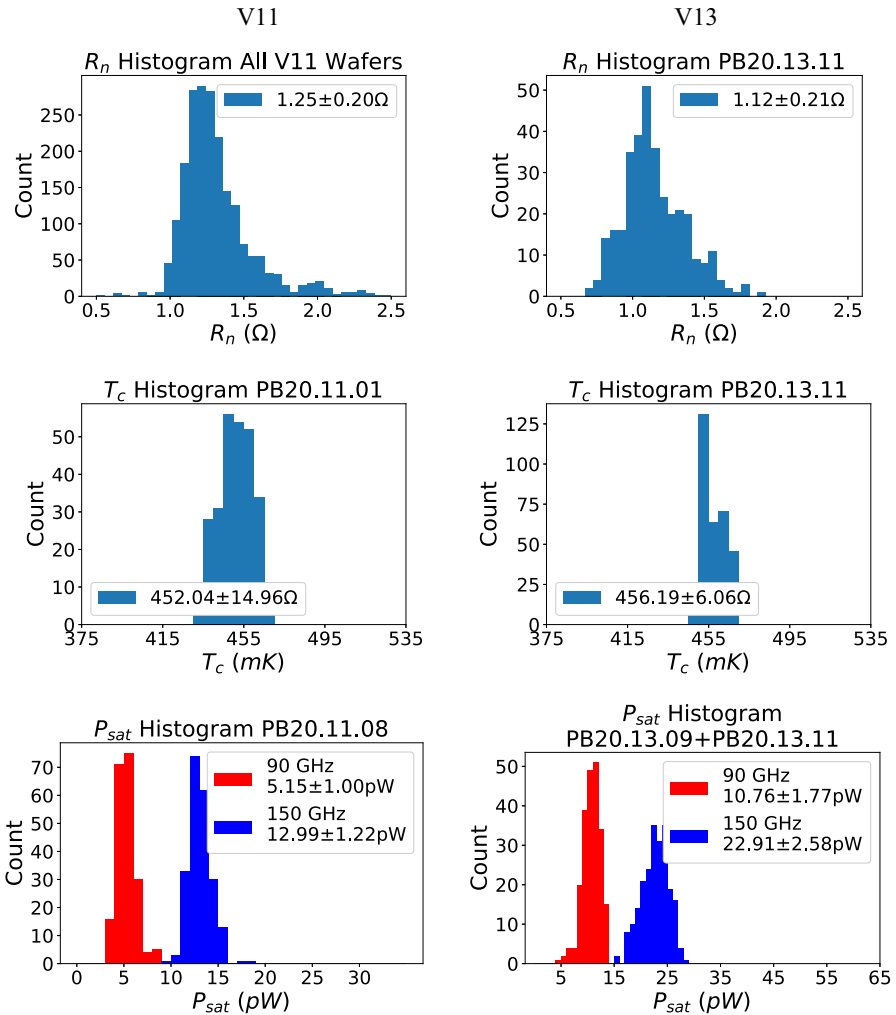 V11
V13
R_n Histogram All V11 Wafers
1.25±0.20Ω
Count
0
50
100
150
200
250
0.5 1.0 1.5 2.0 2.5
R_n (Ω)
R_n Histogram PB20.13.11
1.12±0.21Ω
Count
0
10
20
30
40
50
0.5 1.0 1.5 2.0 2.5
R_n (Ω)
T_c Histogram PB20.11.01
452.04±14.96Ω
Count
0
10
20
30
40
50
375 415 455 495 535
T_c (mK)
T_c Histogram PB20.13.11
456.19±6.06Ω
Count
0
25
50
75
100
125
375 415 455 495 535
T_c (mK)
P_sat Histogram PB20.11.08
90 GHz
5.15±1.00pW
150 GHz
12.99±1.22pW
Count
0
10
20
30
40
50
60
70
0 5 10 15 20 25 30
P_sat (pW)
P_sat Histogram
PB20.13.09+PB20.13.11
90 GHz
10.76±1.77pW
150 GHz
22.91±2.58pW
Count
0
10
20
30
40
50
5 15 25 35 45 55 65
P_sat (pW)